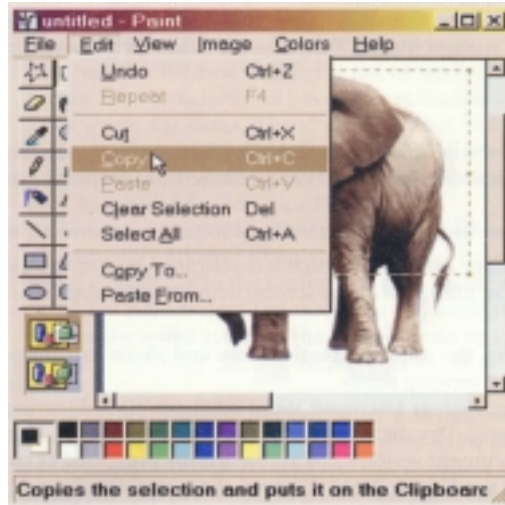 untitled - Paint
File Edit View Image Colors Help
Undo Ctrl+Z
Repeat F4
Cut Ctrl+X
Copy Ctrl+C
Paste Ctrl+V
Clear Selection Del
Select All Ctrl+A
Copy To...
Paste From...
Copies the selection and puts it on the Clipboard